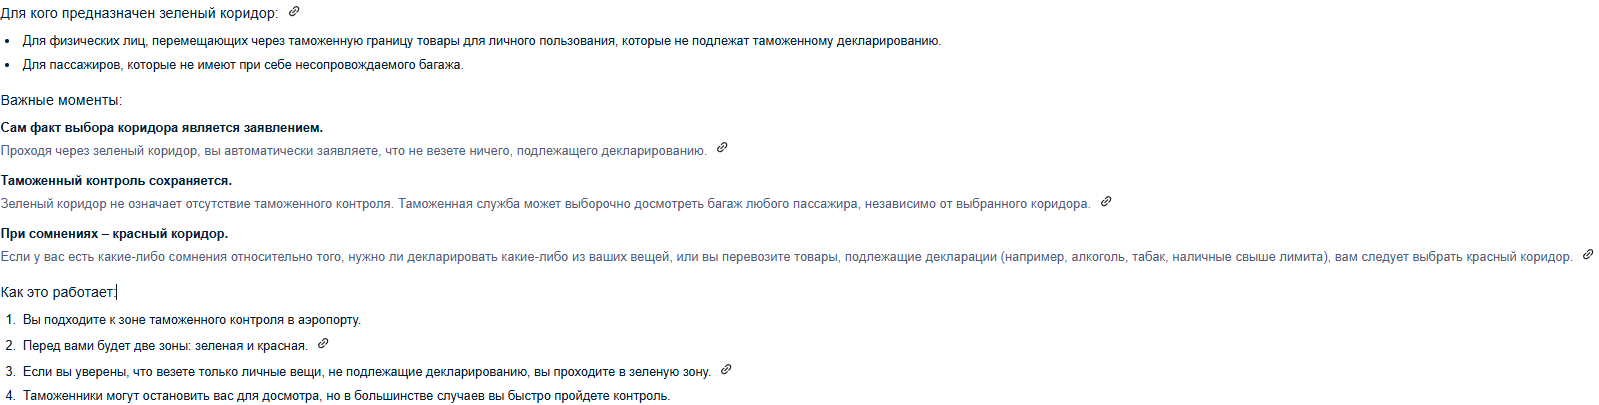 Для кого предназначен зеленый коридор:
• Для физических лиц, перемещающих через таможенную границу товары для личного пользования, которые не подлежат таможенному декларированию.
• Для пассажиров, которые не имеют при себе несопровождаемого багажа.
Важные моменты:
Сам факт выбора коридора является заявлением.
Проходя через зеленый коридор, вы автоматически заявляете, что не везете ничего, подлежащего декларированию.
Таможенный контроль сохраняется.
Зеленый коридор не означает отсутствие таможенного контроля. Таможенная служба может выборочно досмотреть багаж любого пассажира, независимо от выбранного коридора.
При сомнениях – красный коридор.
Если у вас есть какие-либо сомнения относительно того, нужно ли декларировать какие-либо из ваших вещей, или вы перевозите товары, подлежащие декларации (например, алкоголь, табак, наличные свыше лимита), вам следует выбрать красный коридор.
Как это работает:
1. Вы подходите к зоне таможенного контроля в аэропорту.
2. Перед вами будет две зоны: зеленая и красная.
3. Если вы уверены, что везете только личные вещи, не подлежащие декларированию, вы проходите в зеленую зону.
4. Таможенники могут остановить вас для досмотра, но в большинстве случаев вы быстро пройдете контроль.